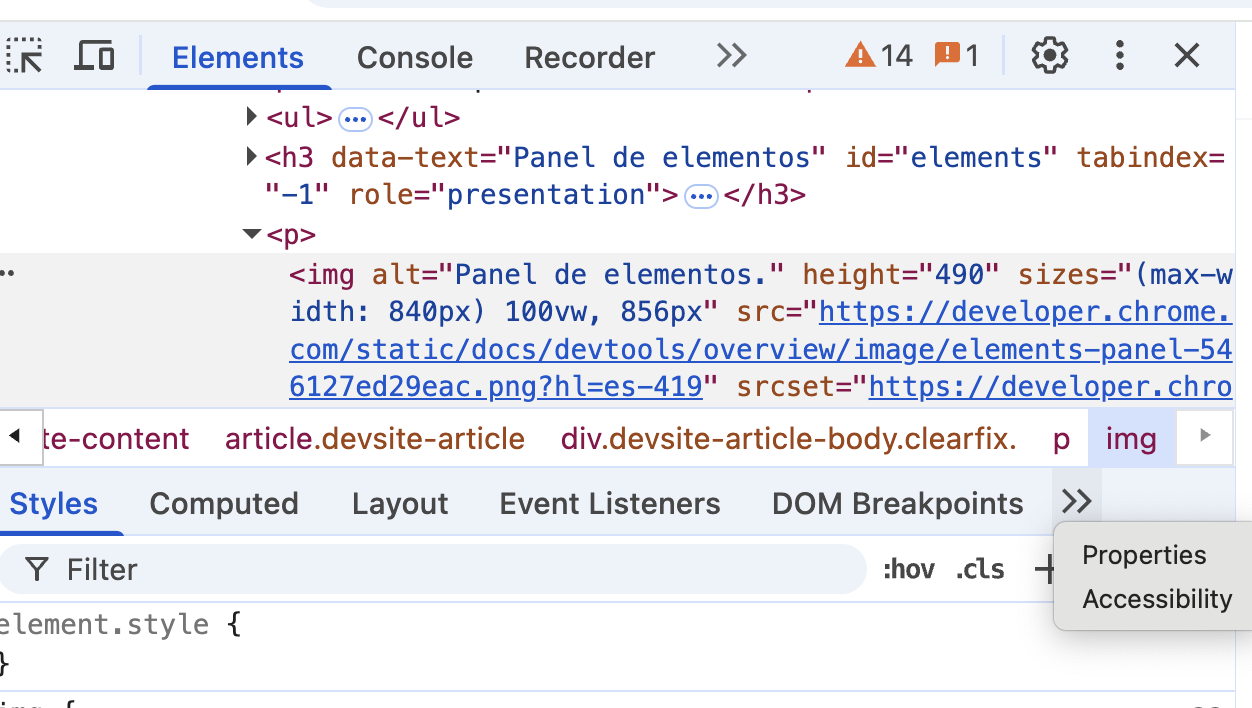 Elements Console Recorder 14 1
<ul> </ul>
<h3 data-text="Panel de elementos" id="elements" tabindex=
"-1" role="presentation"> </h3>
<p>
<img alt="Panel de elementos." height="490" sizes="(max-w
idth: 840px) 100vw, 856px" src="https://developer.chrome.
com/static/docs/devtools/overview/image/elements-panel-54
6127ed29eac.png?hl=es-419" srcset="https://developer.chro
te-content article.devsite-article div.devsite-article-body.clearfix. p img
Styles Computed Layout Event Listeners DOM Breakpoints
Properties
Accessibility
Filter :hov .cls +
element.style {
}